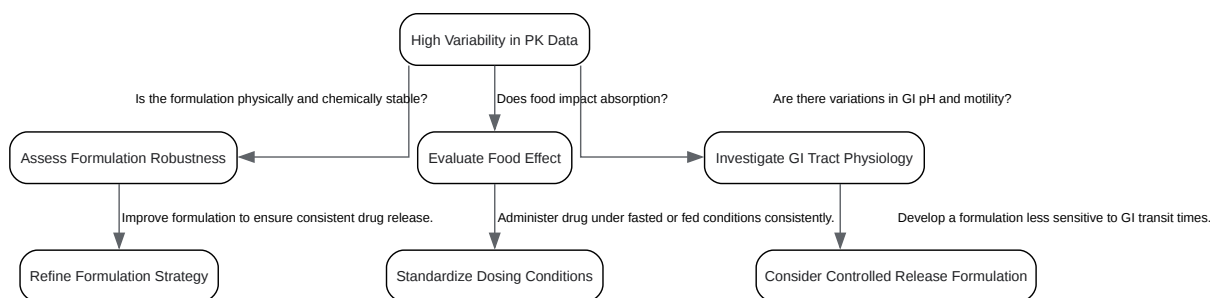 High Variability in PK Data
Is the formulation physically and chemically stable?
Does food impact absorption?
Are there variations in GI pH and motility?
Assess Formulation Robustness
Evaluate Food Effect
Investigate GI Tract Physiology
Improve formulation to ensure consistent drug release.
Administer drug under fasted or fed conditions consistently.
Develop a formulation less sensitive to GI transit times.
Refine Formulation Strategy
Standardize Dosing Conditions
Consider Controlled Release Formulation